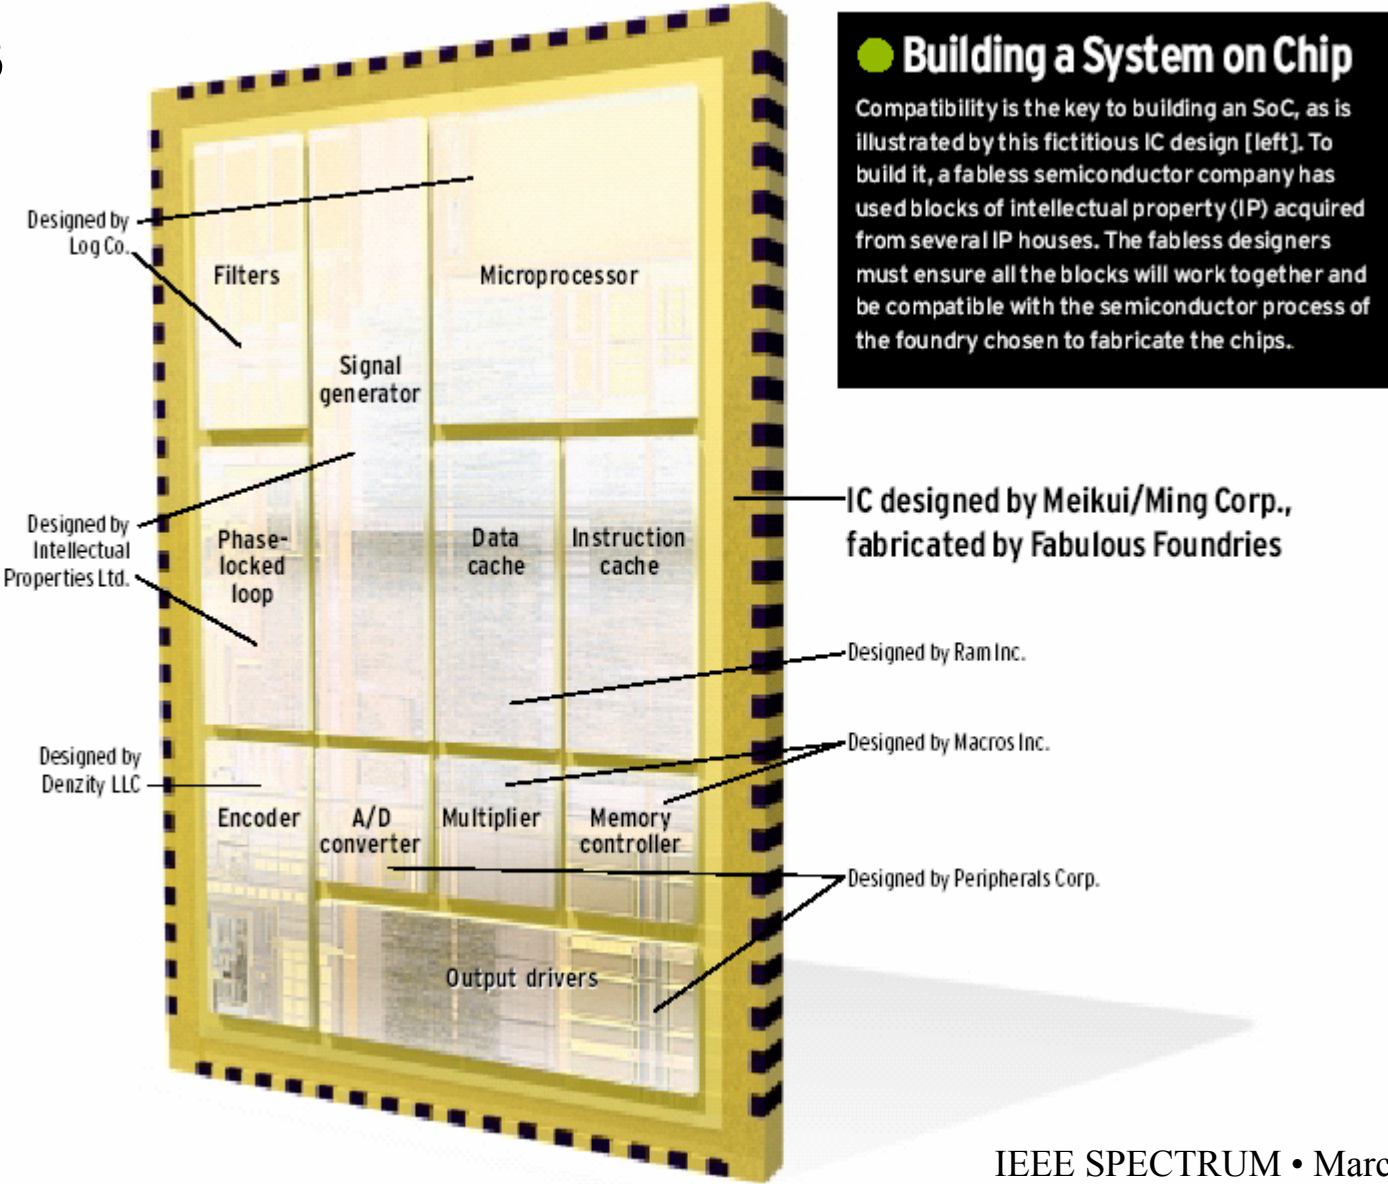 Building a System on Chip
Compatibility is the key to building an SoC, as is
illustrated by this fictitious IC design [left]. To
build it, a fabless semiconductor company has
used blocks of intellectual property (IP) acquired
from several IP houses. The fabless designers
must ensure all the blocks will work together and
be compatible with the semiconductor process of
the foundry chosen to fabricate the chips.
Designed by
Log Co.
Filters
Microprocessor
Signal
generator
Designed by
Intellectual
Properties Ltd.
Phase-
locked
loop
Data
cache
Instruction
cache
IC designed by Meikui/Ming Corp.,
fabricated by Fabulous Foundries
Designed by Ram Inc.
Designed by Macros Inc.
Designed by
Denzity LLC
Encoder
A/D
converter
Multiplier
Memory
controller
Designed by Peripherals Corp.
Output drivers
IEEE SPECTRUM • Marc